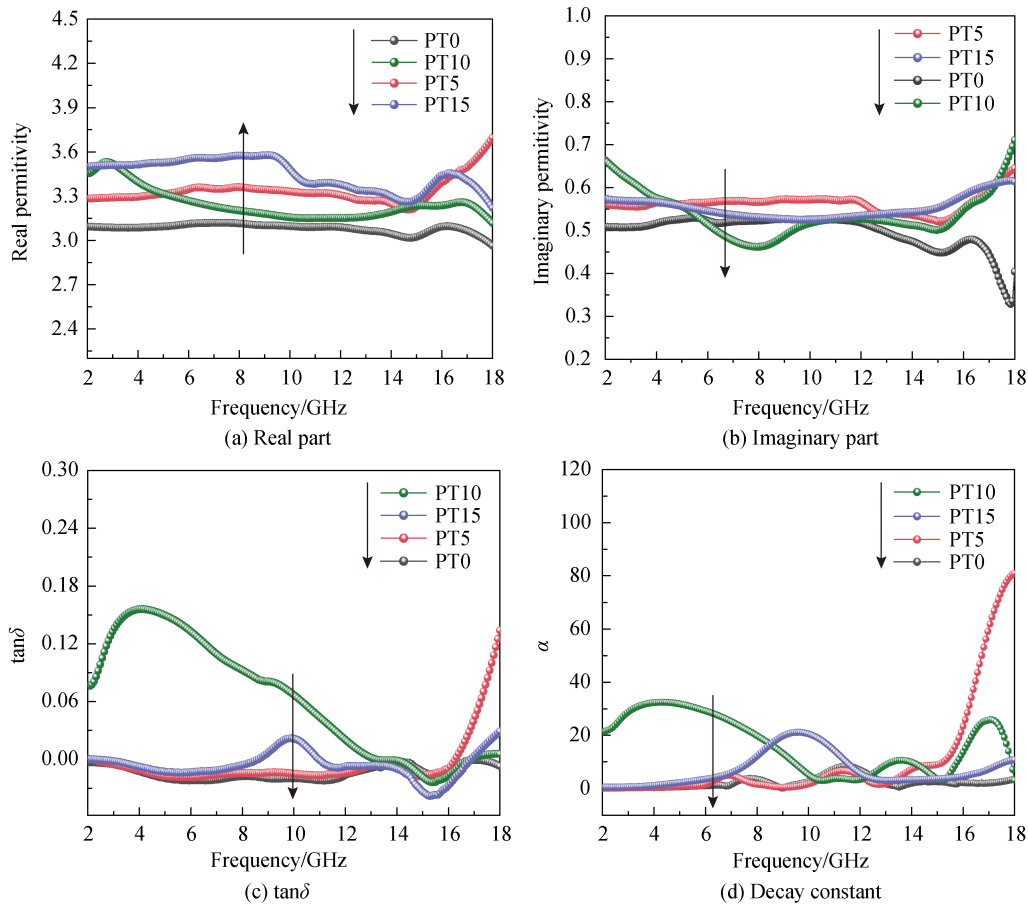 4.5
4.2
3.9
3.6
3.3
3.0
2.7
2.4
Real permitivity
PT0
PT10
PT5
PT15
2 4 6 8 10 12 14 16 18
Frequency/GHz
(a) Real part
1.0
0.9
0.8
0.7
0.6
0.5
0.4
0.3
0.2
Imaginary permitivity
PT5
PT15
PT0
PT10
2 4 6 8 10 12 14 16 18
Frequency/GHz
(b) Imaginary part
0.30
0.24
0.18
0.12
0.06
0.00
tanδ
PT10
PT15
PT5
PT0
2 4 6 8 10 12 14 16 18
Frequency/GHz
(c) tanδ
120
100
80
60
40
20
0
α
PT10
PT15
PT5
PT0
2 4 6 8 10 12 14 16 18
Frequency/GHz
(d) Decay constant